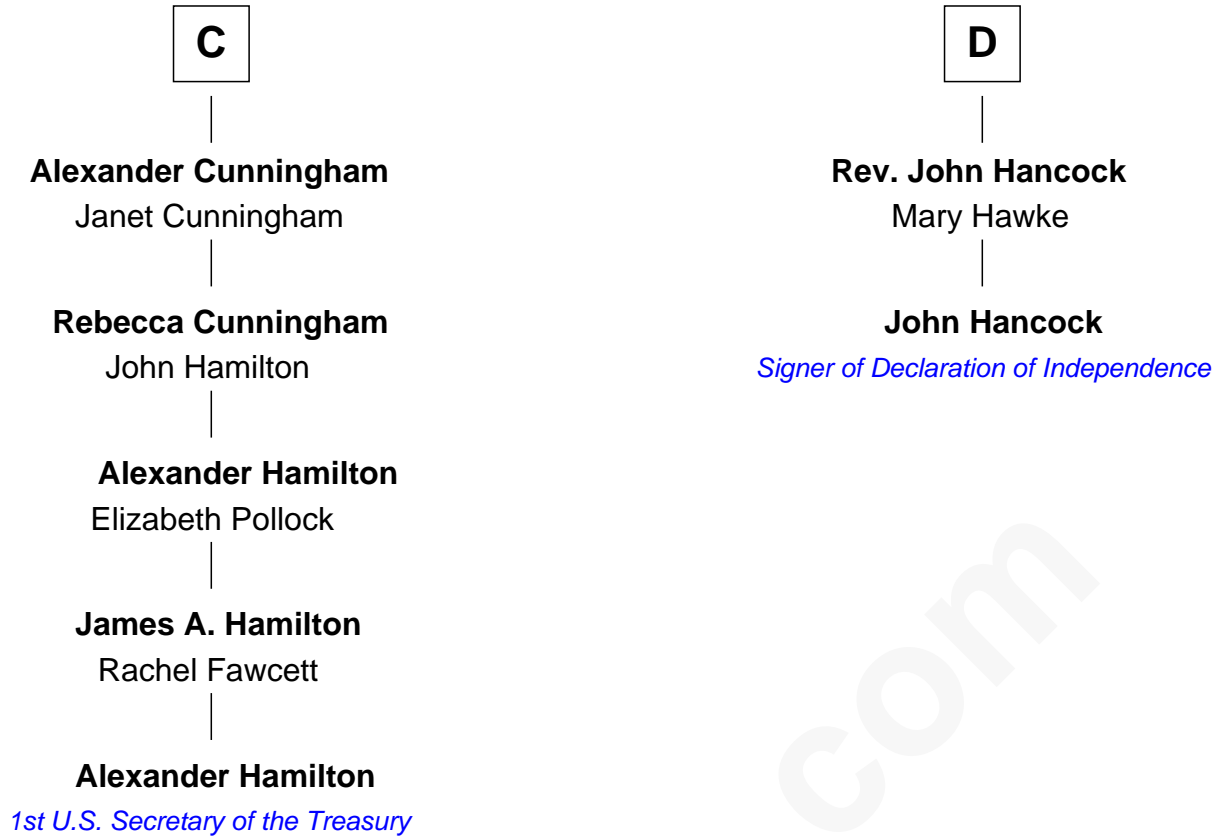 C
Alexander Cunningham
Janet Cunningham
Rebecca Cunningham
John Hamilton
Alexander Hamilton
Elizabeth Pollock
James A. Hamilton
Rachel Fawcett
Alexander Hamilton
1st U.S. Secretary of the Treasury
D
Rev. John Hancock
Mary Hawke
John Hancock
Signer of Declaration of Independence
com